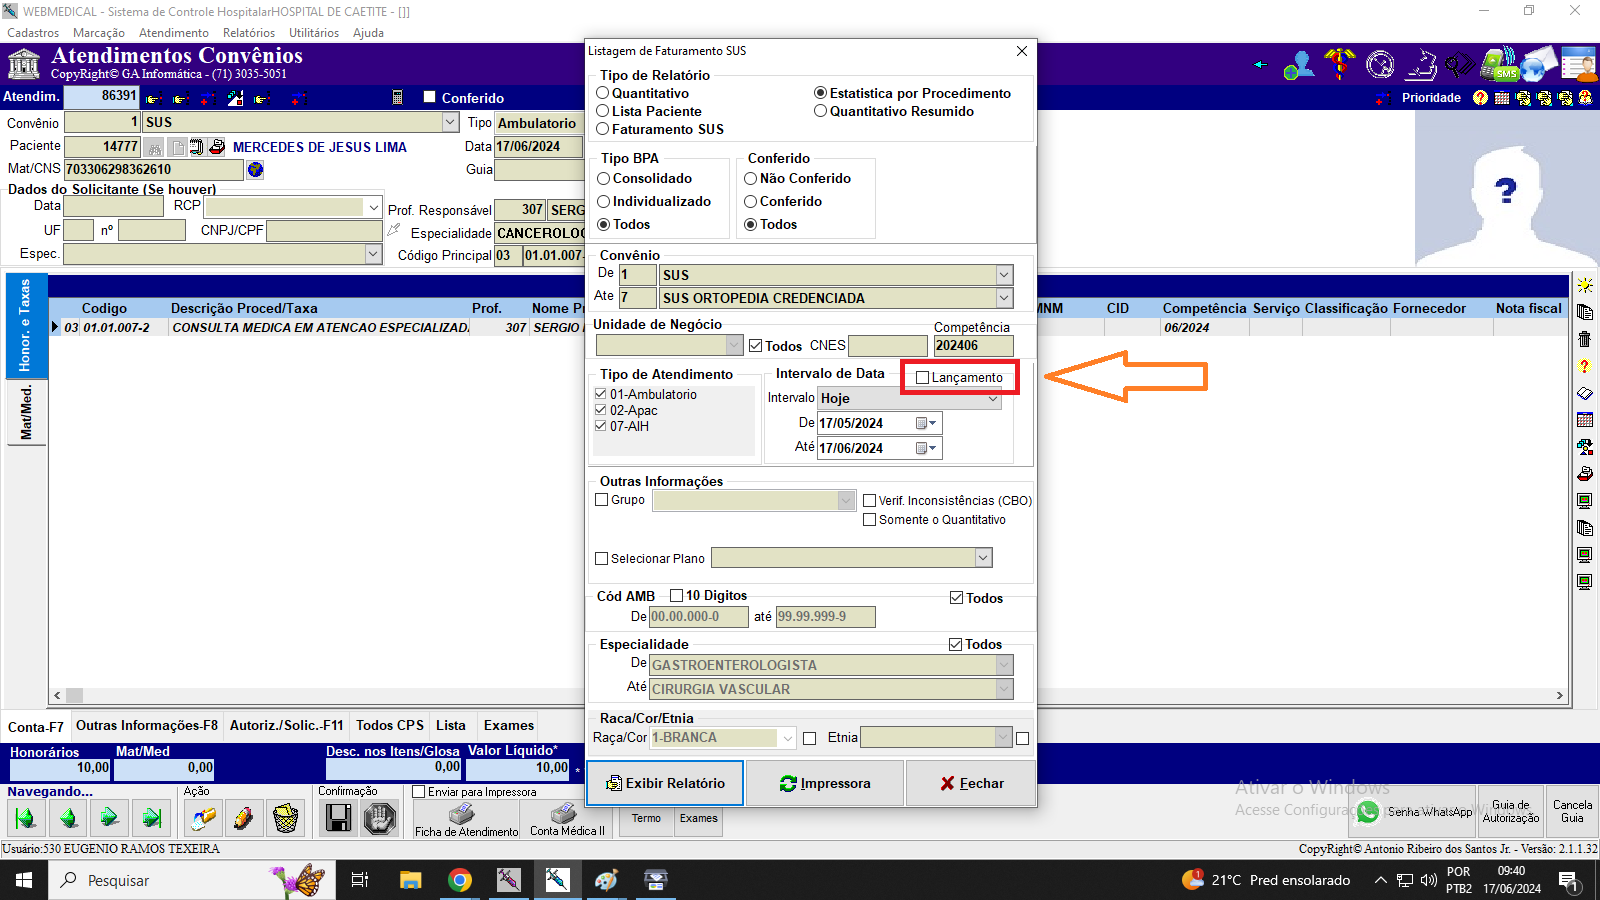 WEBMEDICAL - Sistema de Controle HospitalarHOSPITAL DE CAETITE - []]
Cadastros Marcação Atendimento Relatórios Utilitários Ajuda
Atendimentos Convênios
CopyRight© GA Informática - (71) 3035-5051
SMS
Atendim. 86391 Conferido
Prioridade
Convênio 1 SUS Tipo Ambulatorio
Paciente 14777 MERCEDES DE JESUS LIMA Data 17/06/2024
Mat/CNS 703306298362610 Guia
Dados do Solicitante (Se houver)
Data RCP Prof. Responsável 307 SERG
UF nº CNPJ/CPF Especialidade CANCEROLOG
Espec. Código Principal 03 01.01.007-
Honor. e Taxas
Mat/Med.
Codigo Descrição Proced/Taxa Prof. Nome P
MNM CID Competência Serviço Classificação Fornecedor Nota fiscal
03 01.01.007-2 CONSULTA MEDICA EM ATENCAO ESPECIALIZAD. 307 SERGIO
06/2024
Listagem de Faturamento SUS
Tipo de Relatório
Quantitativo Estatistica por Procedimento
Lista Paciente Quantitativo Resumido
Faturamento SUS
Tipo BPA Conferido
Consolidado Não Conferido
Individualizado Conferido
Todos Todos
Convênio
De 1 SUS
Ate 7 SUS ORTOPEDIA CREDENCIADA
Unidade de Negócio Competência
Todos CNES 202406
Tipo de Atendimento Intervalo de Data Lançamento
01-Ambulatorio Intervalo Hoje
02-Apac De 17/05/2024
07-AIH Até 17/06/2024
Outras Informações
Grupo Verif. Inconsistências (CBO)
Somente o Quantitativo
Selecionar Plano
Cód AMB 10 Digitos Todos
De 00.00.000-0 até 99.99.999-9
Especialidade Todos
De GASTROENTEROLOGISTA
Até CIRURGIA VASCULAR
Raca/Cor/Etnia
Raça/Cor 1-BRANCA Etnia
Exibir Relatório Impressora Fechar
Conta-F7 Outras Informações-F8 Autoriz./Solic.-F11 Todos CPS Lista Exames
Honorários Mat/Med Desc. nos Itens/Glosa Valor Líquido*
10,00 0,00 0,00 10,00 *
Navegando... Ação Confirmação Enviar para Impressora
Ficha de Atendimento Conta Médica II Termo Exames
Ativar o Windows
Acesse Configurações para ativar o Windows.
Senha WhatsApp Guia de Autorização Cancela Guia
Usuário:530 EUGENIO RAMOS TEXEIRA
CopyRight© Antonio Ribeiro dos Santos Jr. - Versão: 2.1.1.32
Pesquisar
1
21°C Pred ensolarado
POR
PTB2
09:40
17/06/2024
1